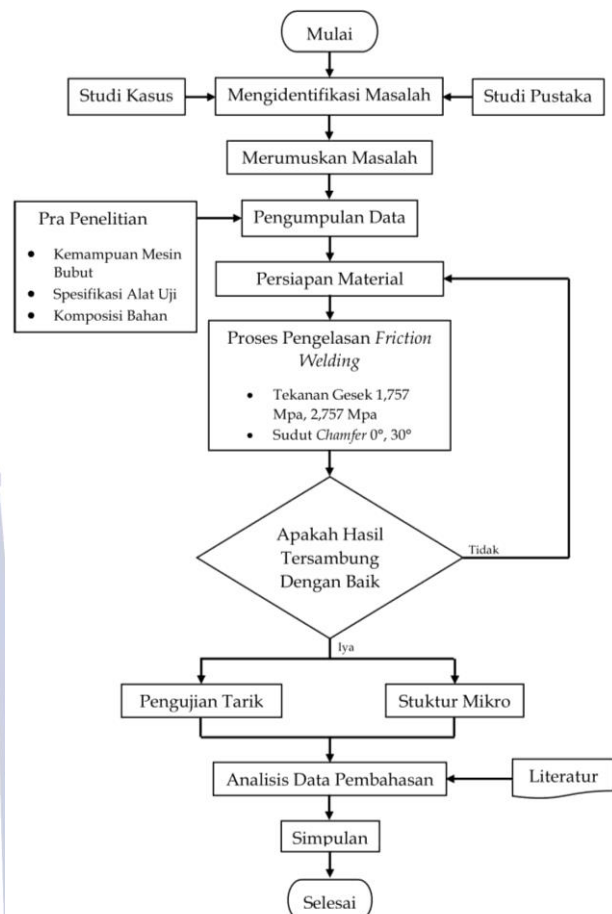 Mulai
Studi Kasus
Mengidentifikasi Masalah
Studi Pustaka
Merumuskan Masalah
Pra Penelitian
• Kemampuan Mesin
Bubut
• Spesifikasi Alat Uji
• Komposisi Bahan
Pengumpulan Data
Persiapan Material
Proses Pengelasan Friction
Welding
• Tekanan Gesek 1,757
Mpa, 2,757 Mpa
• Sudut Chamfer 0°, 30°
Apakah Hasil
Tersambung
Dengan Baik
Tidak
Iya
Pengujian Tarik
Stuktur Mikro
Analisis Data Pembahasan
Literatur
Simpulan
Selesai